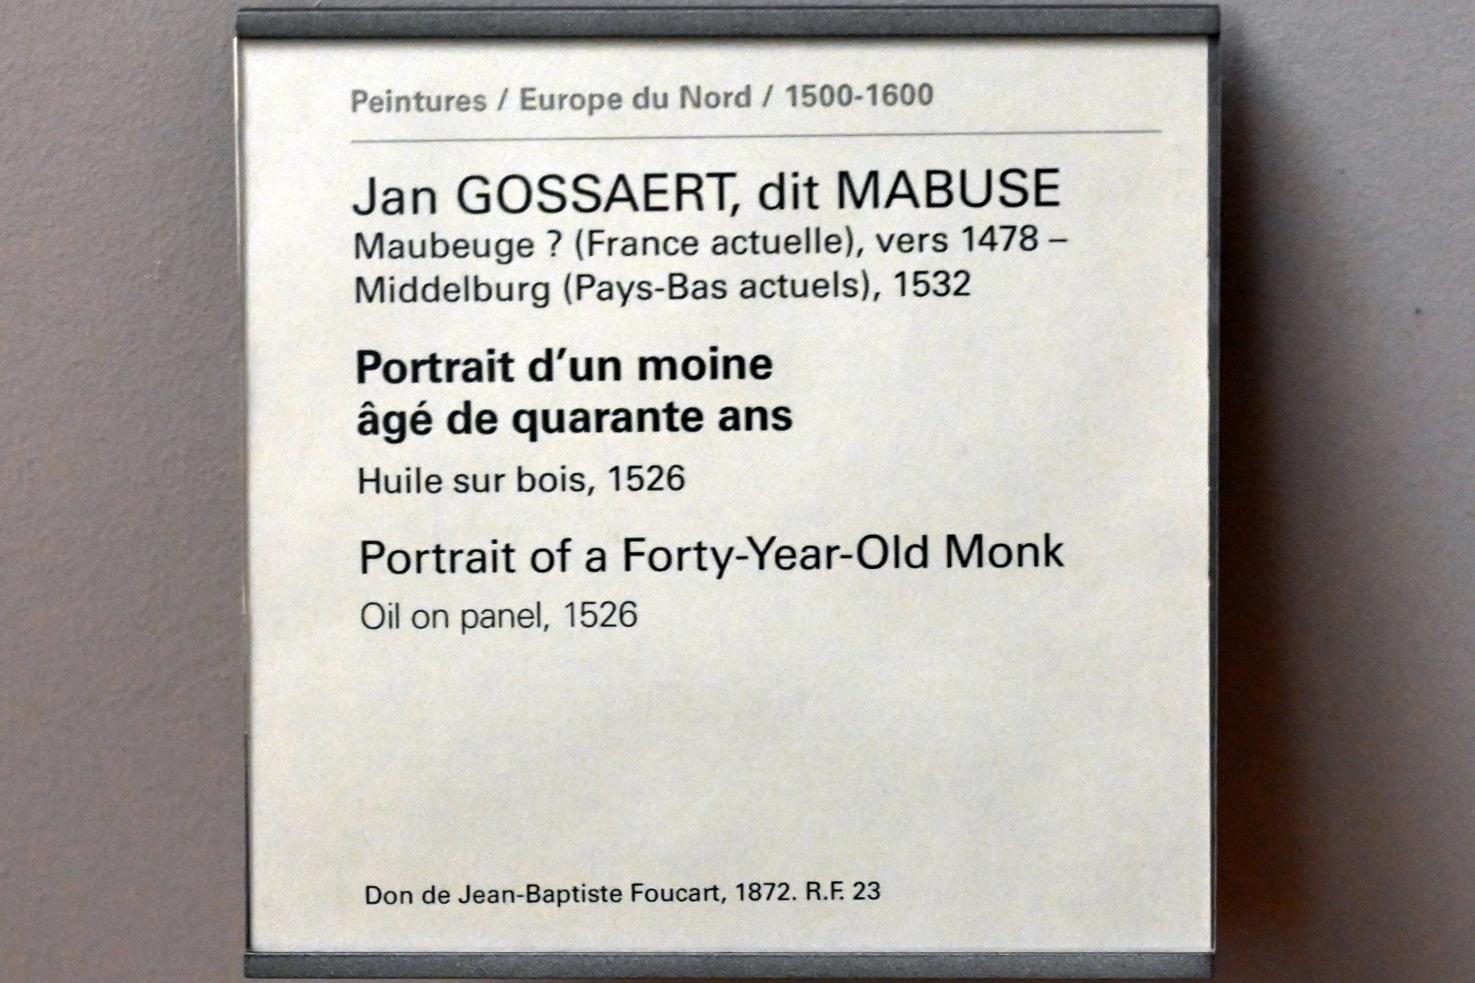 Peintures / Europe du Nord / 1500-1600
Jan GOSSAERT, dit MABUSE
Maubeuge ? (France actuelle), vers 1478 –
Middelburg (Pays-Bas actuels), 1532
Portrait d'un moine
âgé de quarante ans
Huile sur bois, 1526
Portrait of a Forty-Year-Old Monk
Oil on panel, 1526
Don de Jean-Baptiste Foucart, 1872. R.F. 23